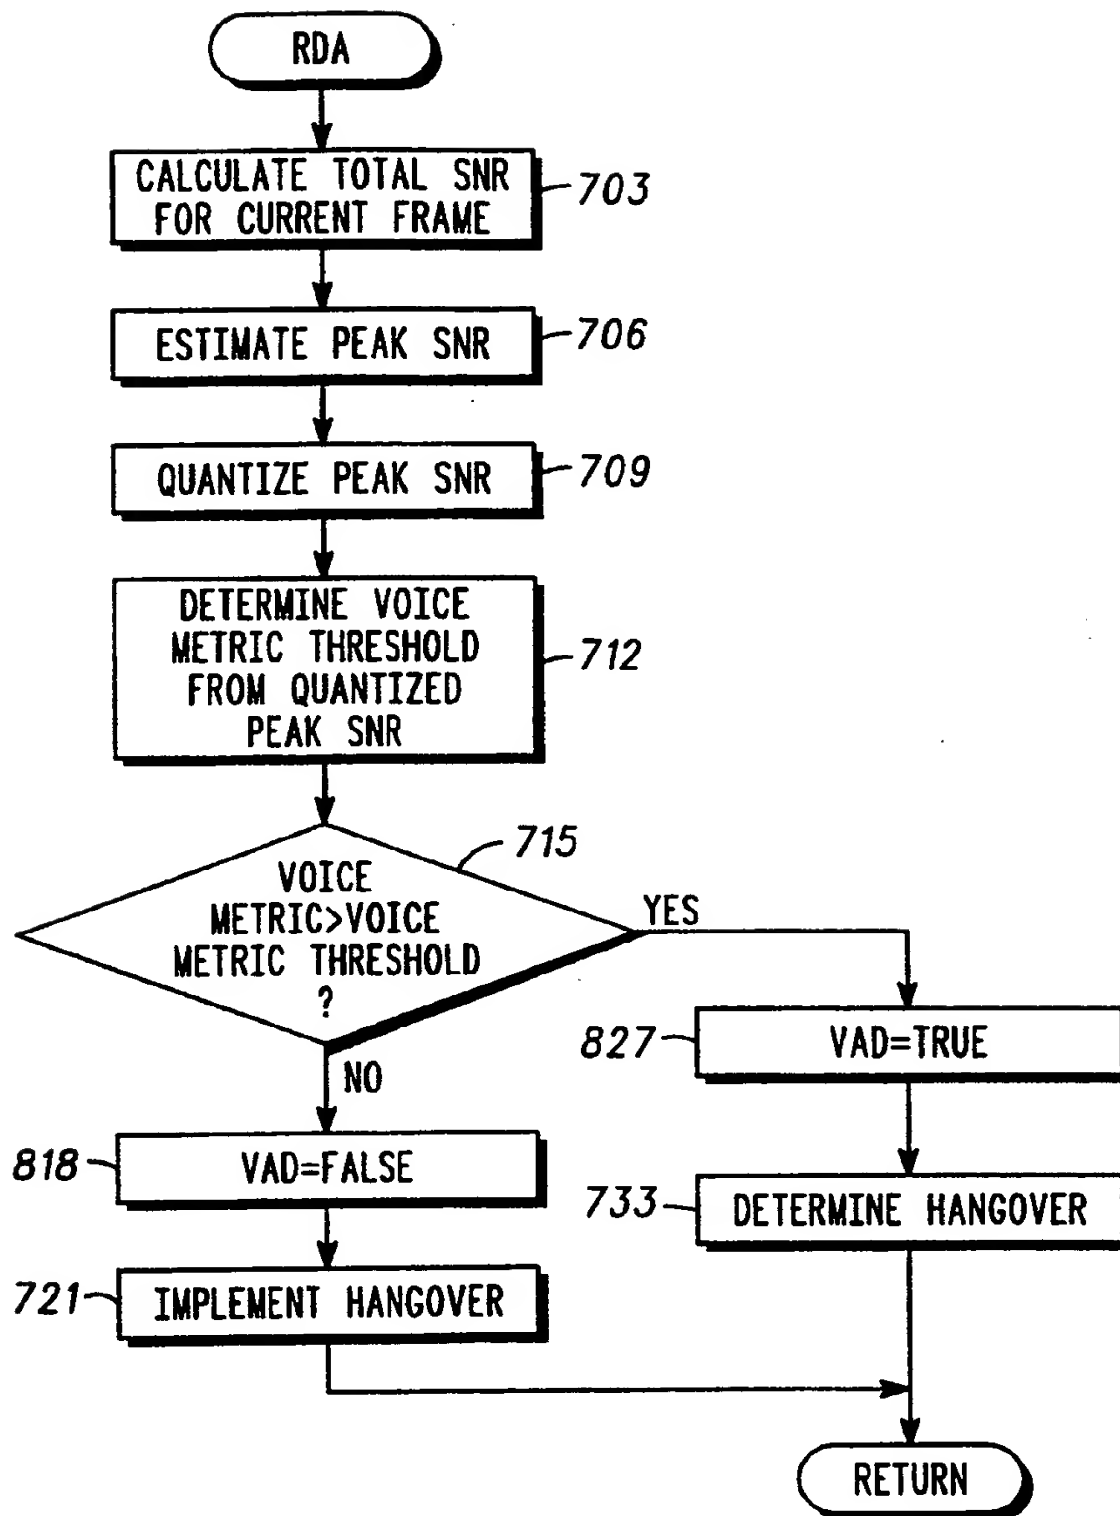 RDA
CALCULATE TOTAL SNR
FOR CURRENT FRAME
703
ESTIMATE PEAK SNR
706
QUANTIZE PEAK SNR
709
DETERMINE VOICE
METRIC THRESHOLD
FROM QUANTIZED
PEAK SNR
712
715
VOICE
METRIC>VOICE
METRIC THRESHOLD
?
YES
NO
827
VAD=TRUE
818
VAD=FALSE
733
DETERMINE HANGOVER
721
IMPLEMENT HANGOVER
RETURN